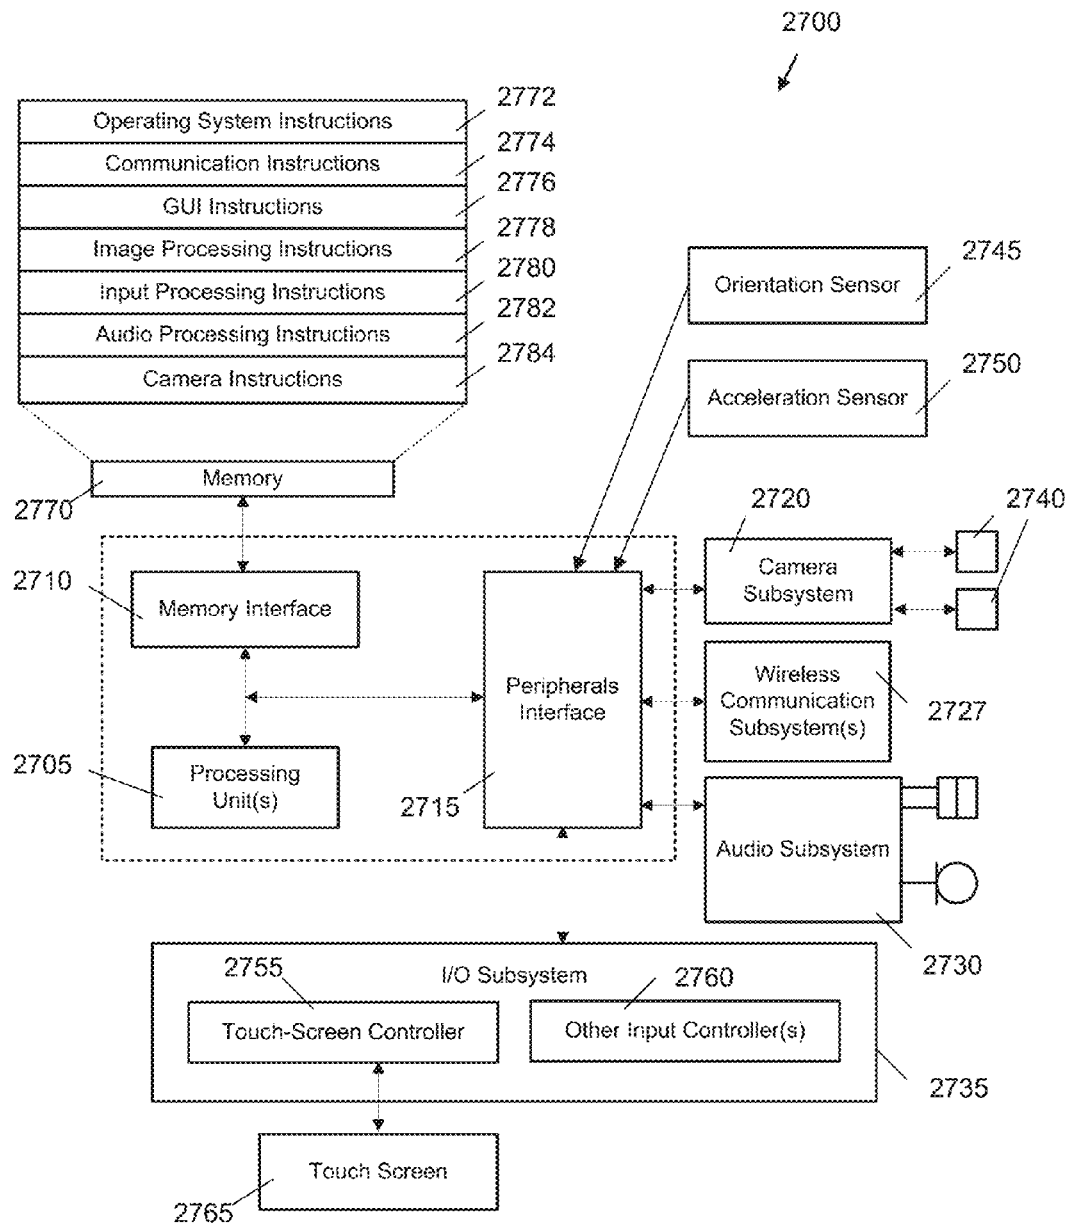 2700
Operating System Instructions
2772
Communication Instructions
2774
GUI Instructions
2776
Image Processing Instructions
2778
Input Processing Instructions
2780
Audio Processing Instructions
2782
Camera Instructions
2784
Orientation Sensor
2745
Acceleration Sensor
2750
Memory
2770
2720
2740
Camera
Subsystem
2710
Memory Interface
Peripherals
Interface
2715
Wireless
Communication
Subsystem(s)
2727
2705
Processing
Unit(s)
Audio Subsystem
2730
I/O Subsystem
2755
Touch-Screen Controller
2760
Other Input Controller(s)
2735
Touch Screen
2765